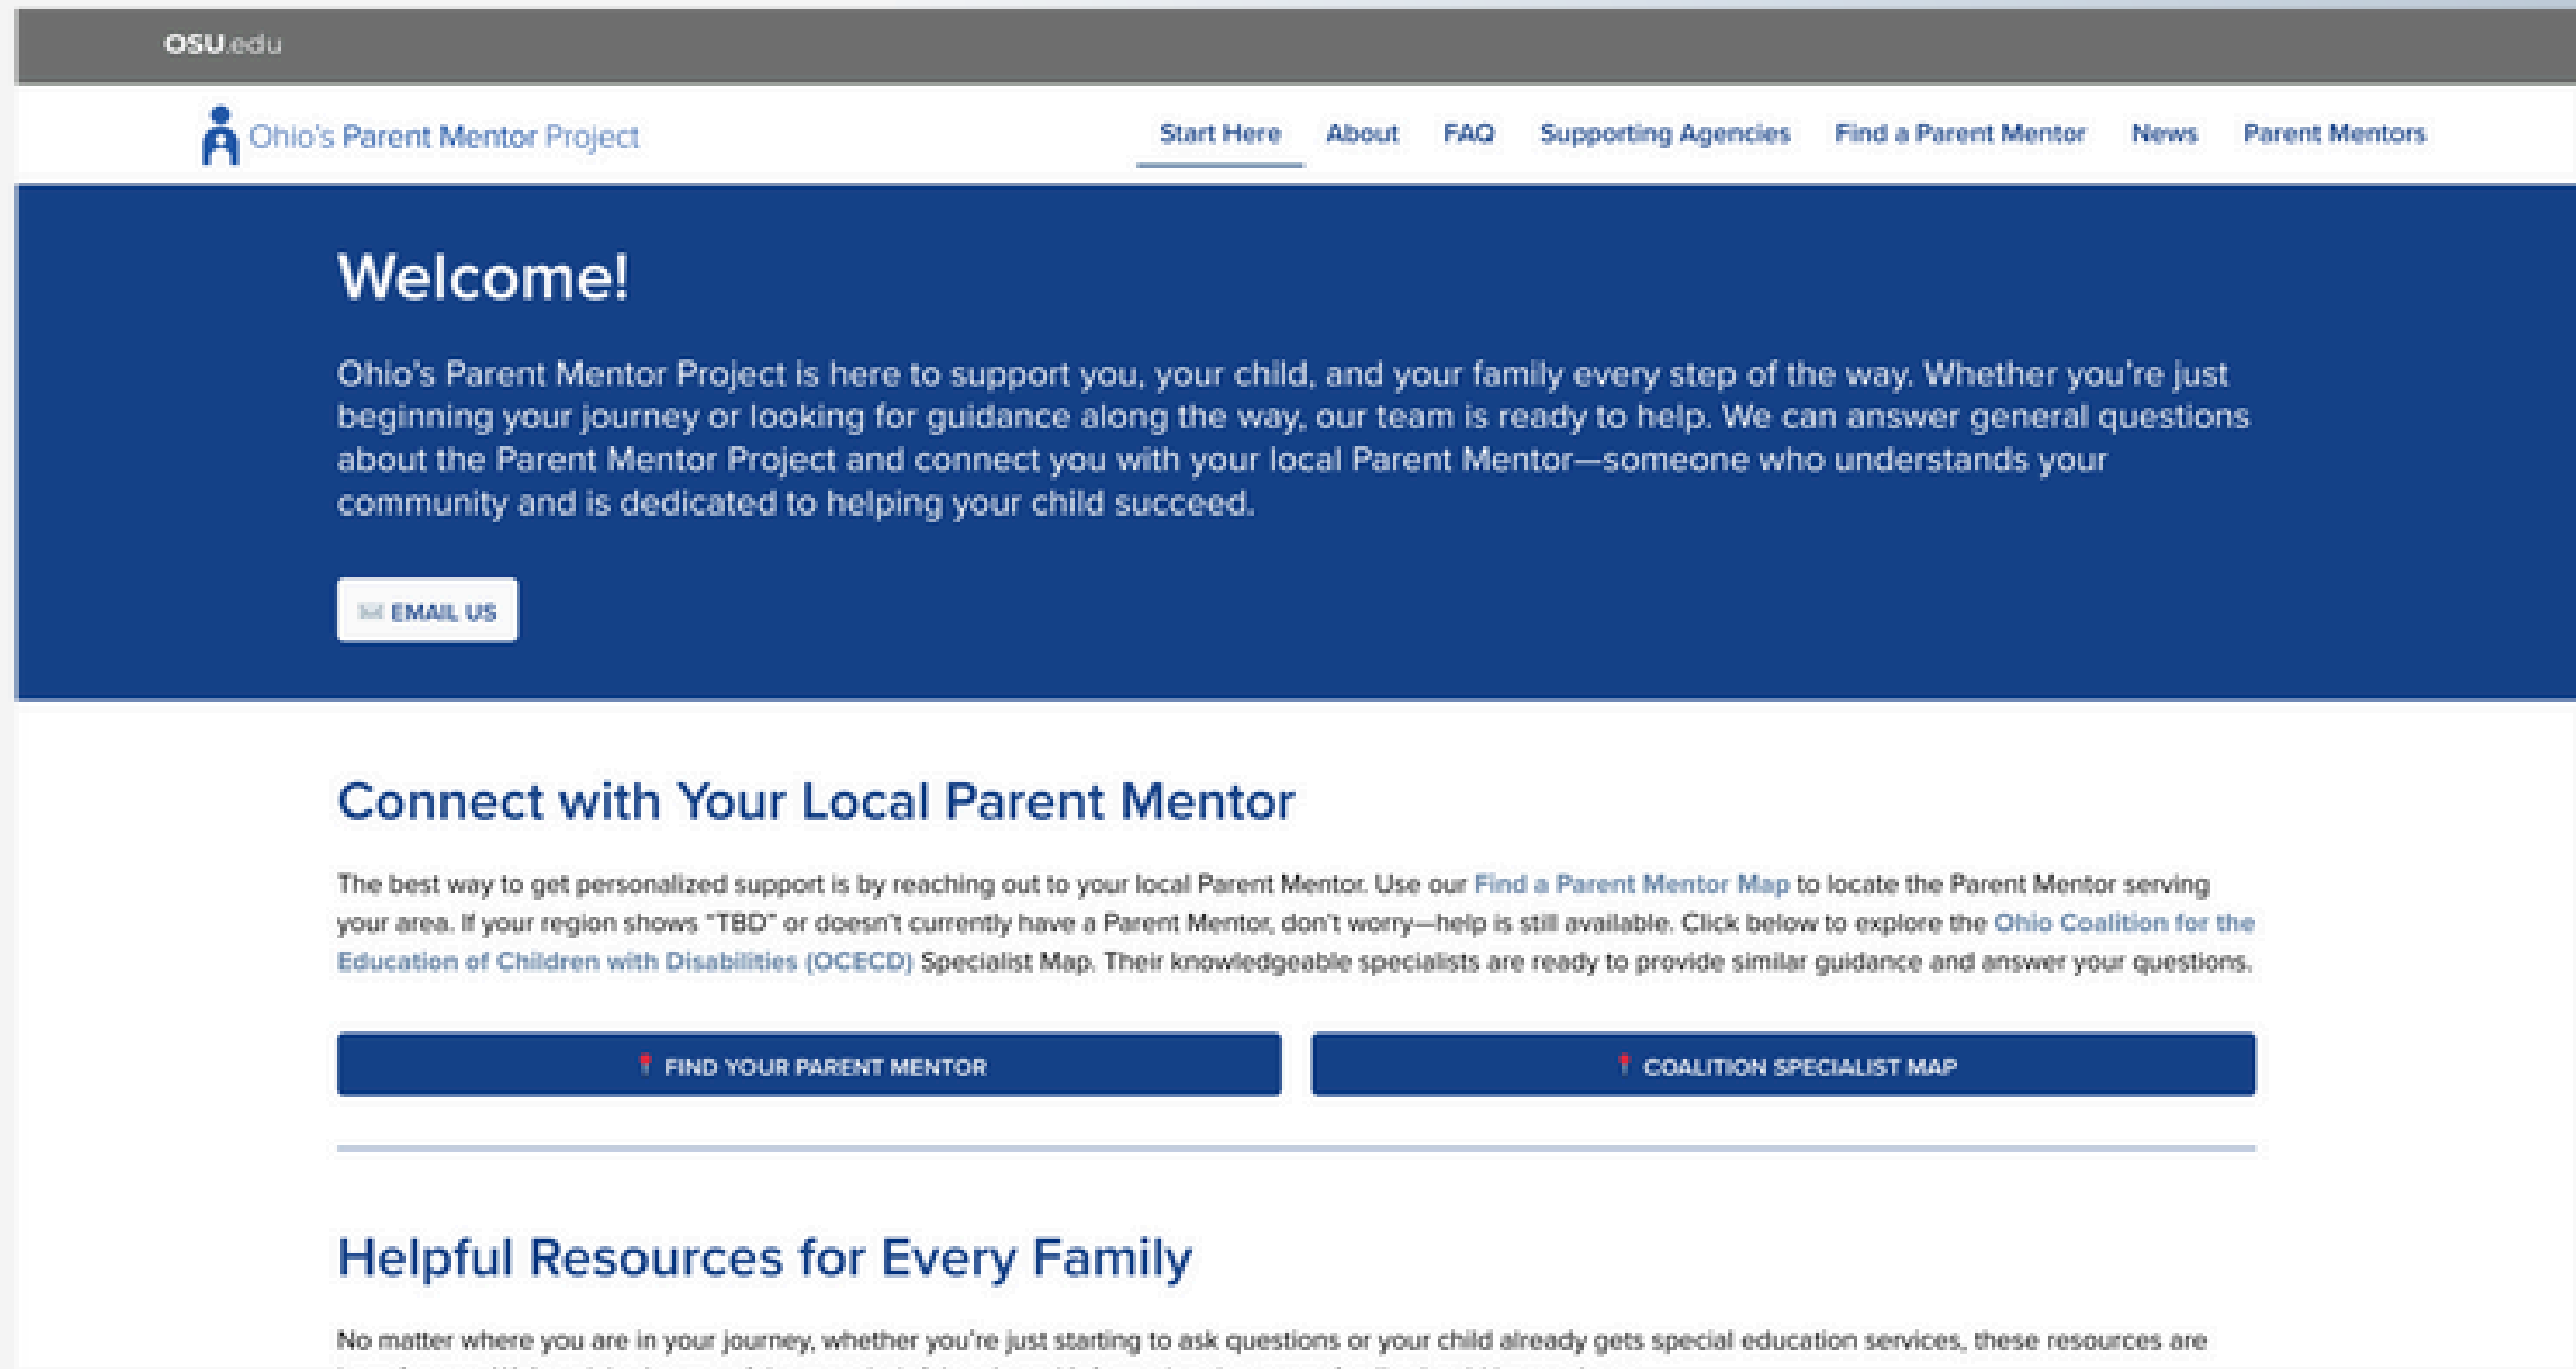 OSU.edu
Ohio's Parent Mentor Project
Start Here About FAQ Supporting Agencies Find a Parent Mentor News Parent Mentors
Welcome!
Ohio's Parent Mentor Project is here to support you, your child, and your family every step of the way. Whether you're just
beginning your journey or looking for guidance along the way, our team is ready to help. We can answer general questions
about the Parent Mentor Project and connect you with your local Parent Mentor—someone who understands your
community and is dedicated to helping your child succeed.
EMAIL US
Connect with Your Local Parent Mentor
The best way to get personalized support is by reaching out to your local Parent Mentor. Use our Find a Parent Mentor Map to locate the Parent Mentor serving
your area. If your region shows "TBD" or doesn't currently have a Parent Mentor, don't worry—help is still available. Click below to explore the Ohio Coalition for the
Education of Children with Disabilities (OCECD) Specialist Map. Their knowledgeable specialists are ready to provide similar guidance and answer your questions.
FIND YOUR PARENT MENTOR
COALITION SPECIALIST MAP
Helpful Resources for Every Family
No matter where you are in your journey, whether you're just starting to ask questions or your child already gets special education services, these resources are